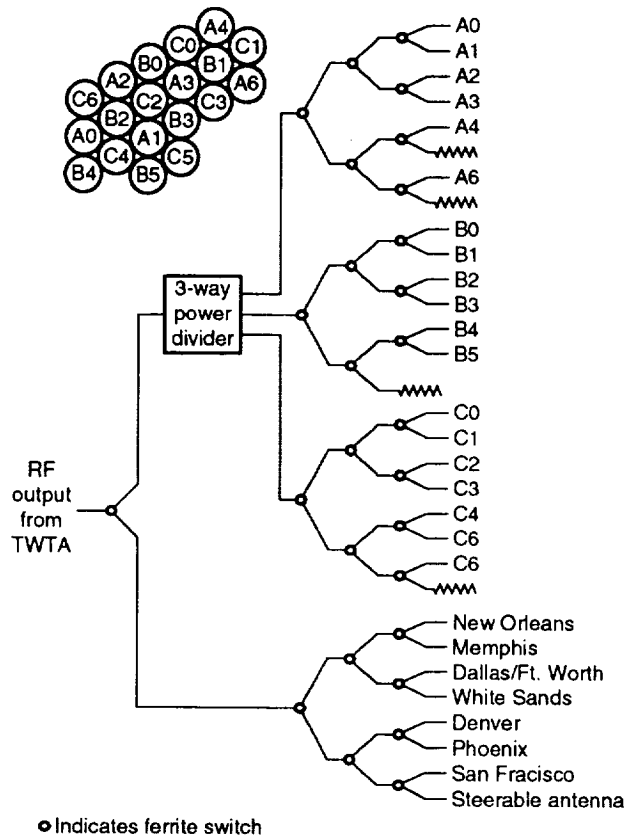 A4
C0
C1
B0
B1
A2
A3
A6
C6
C2
C3
B2
B3
A0
A1
C4
C5
B4
B5
A0
A1
A2
A3
A4
A6
B0
B1
3-way
power
divider
B2
B3
B4
B5
C0
C1
C2
C3
RF
output
from
TWTA
C4
C6
C6
New Orleans
Memphis
Dallas/Ft. Worth
White Sands
Denver
Phoenix
San Fracisco
Steerable antenna
Indicates ferrite switch